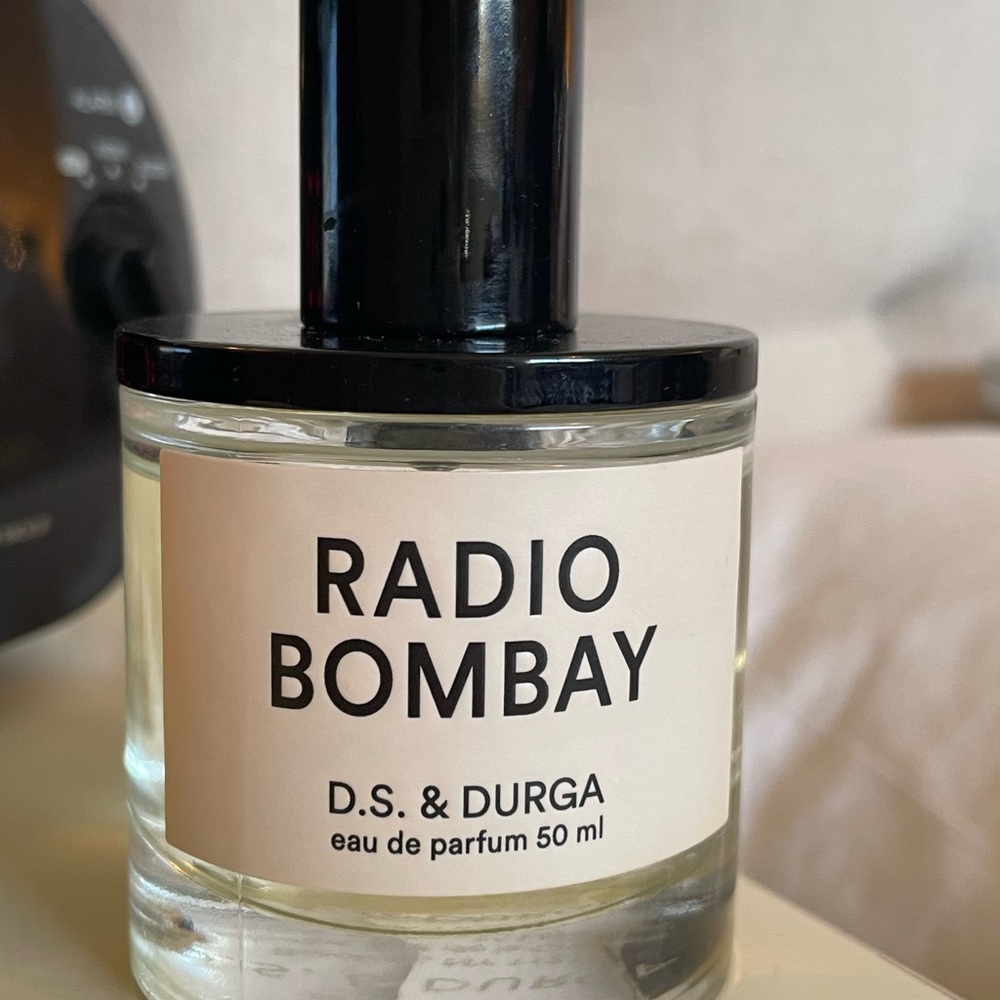 RADIO
BOMBAY
D.S. & DURGA
eau de parfum 50 ml